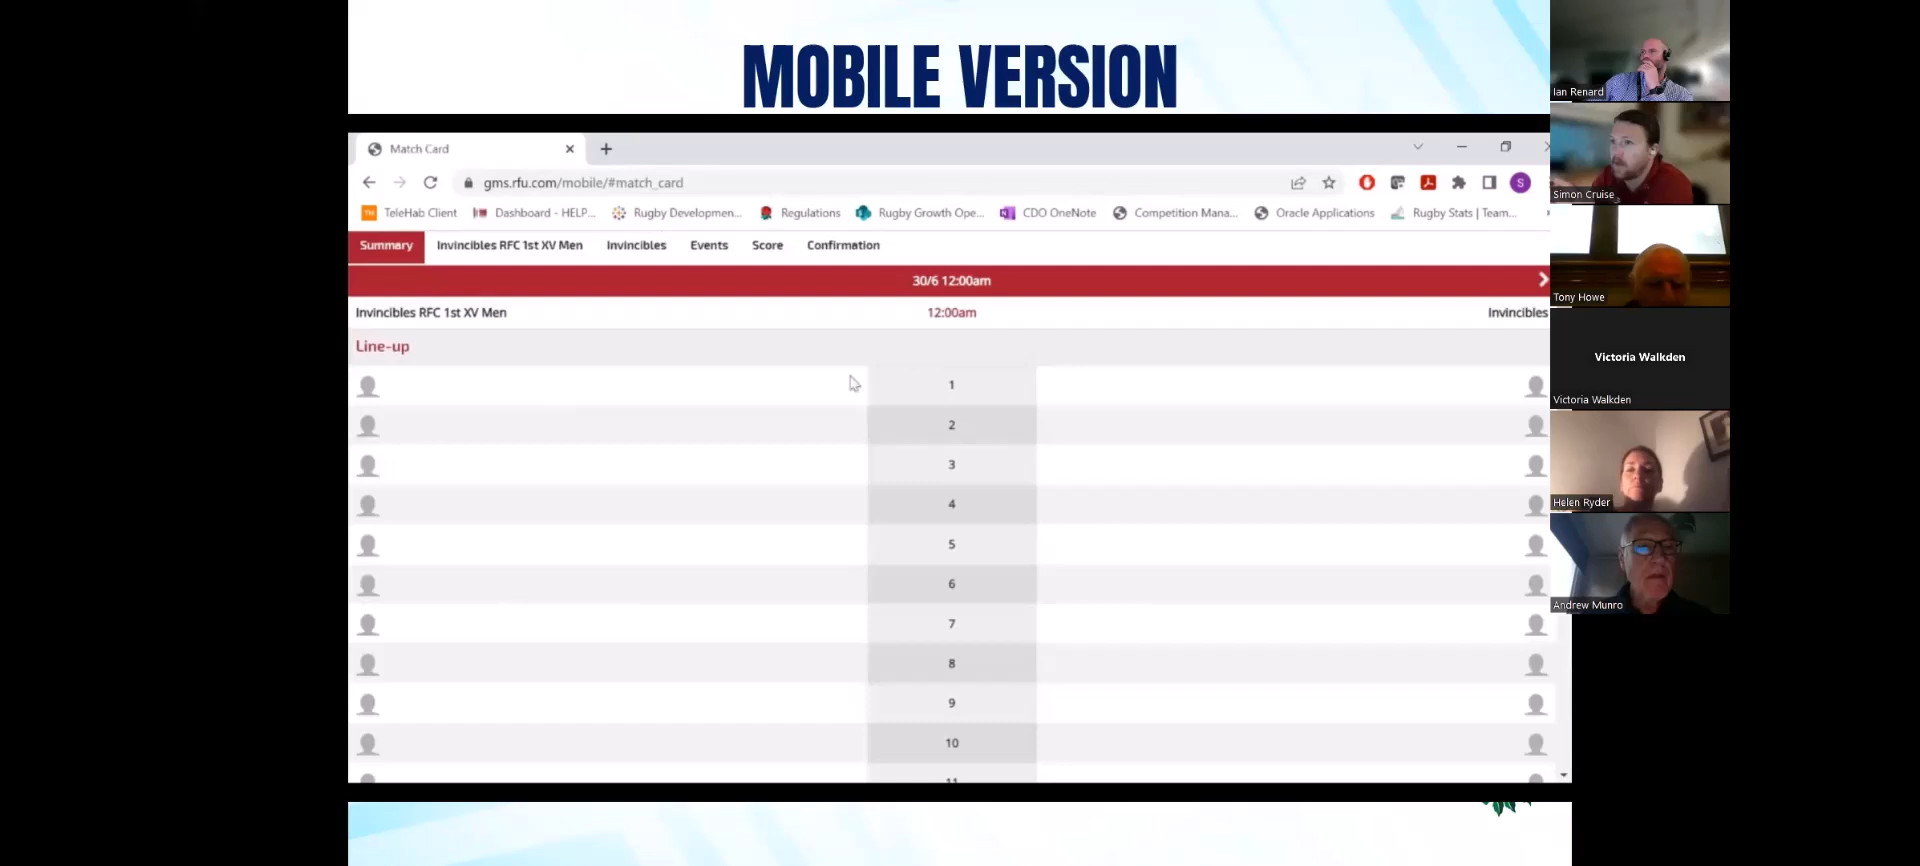 MOBILE VERSION
Match Card
gms.rfu.com/mobile/#match_card
S
TH TeleHab Client Dashboard - HELP... Rugby Developmen... Regulations Rugby Growth Ope... CDO OneNote Competition Mana... Oracle Applications Rugby Stats | Team...
Summary Invincibles RFC 1st XV Men Invincibles Events Score Confirmation
30/6 12:00am
Invincibles RFC 1st XV Men 12:00am Invincibles
Line-up
1
2
3
4
5
6
7
8
9
10
11
Ian Renard
Simon Cruise
Tony Howe
Victoria Walkden
Victoria Walkden
Helen Ryder
Andrew Munro